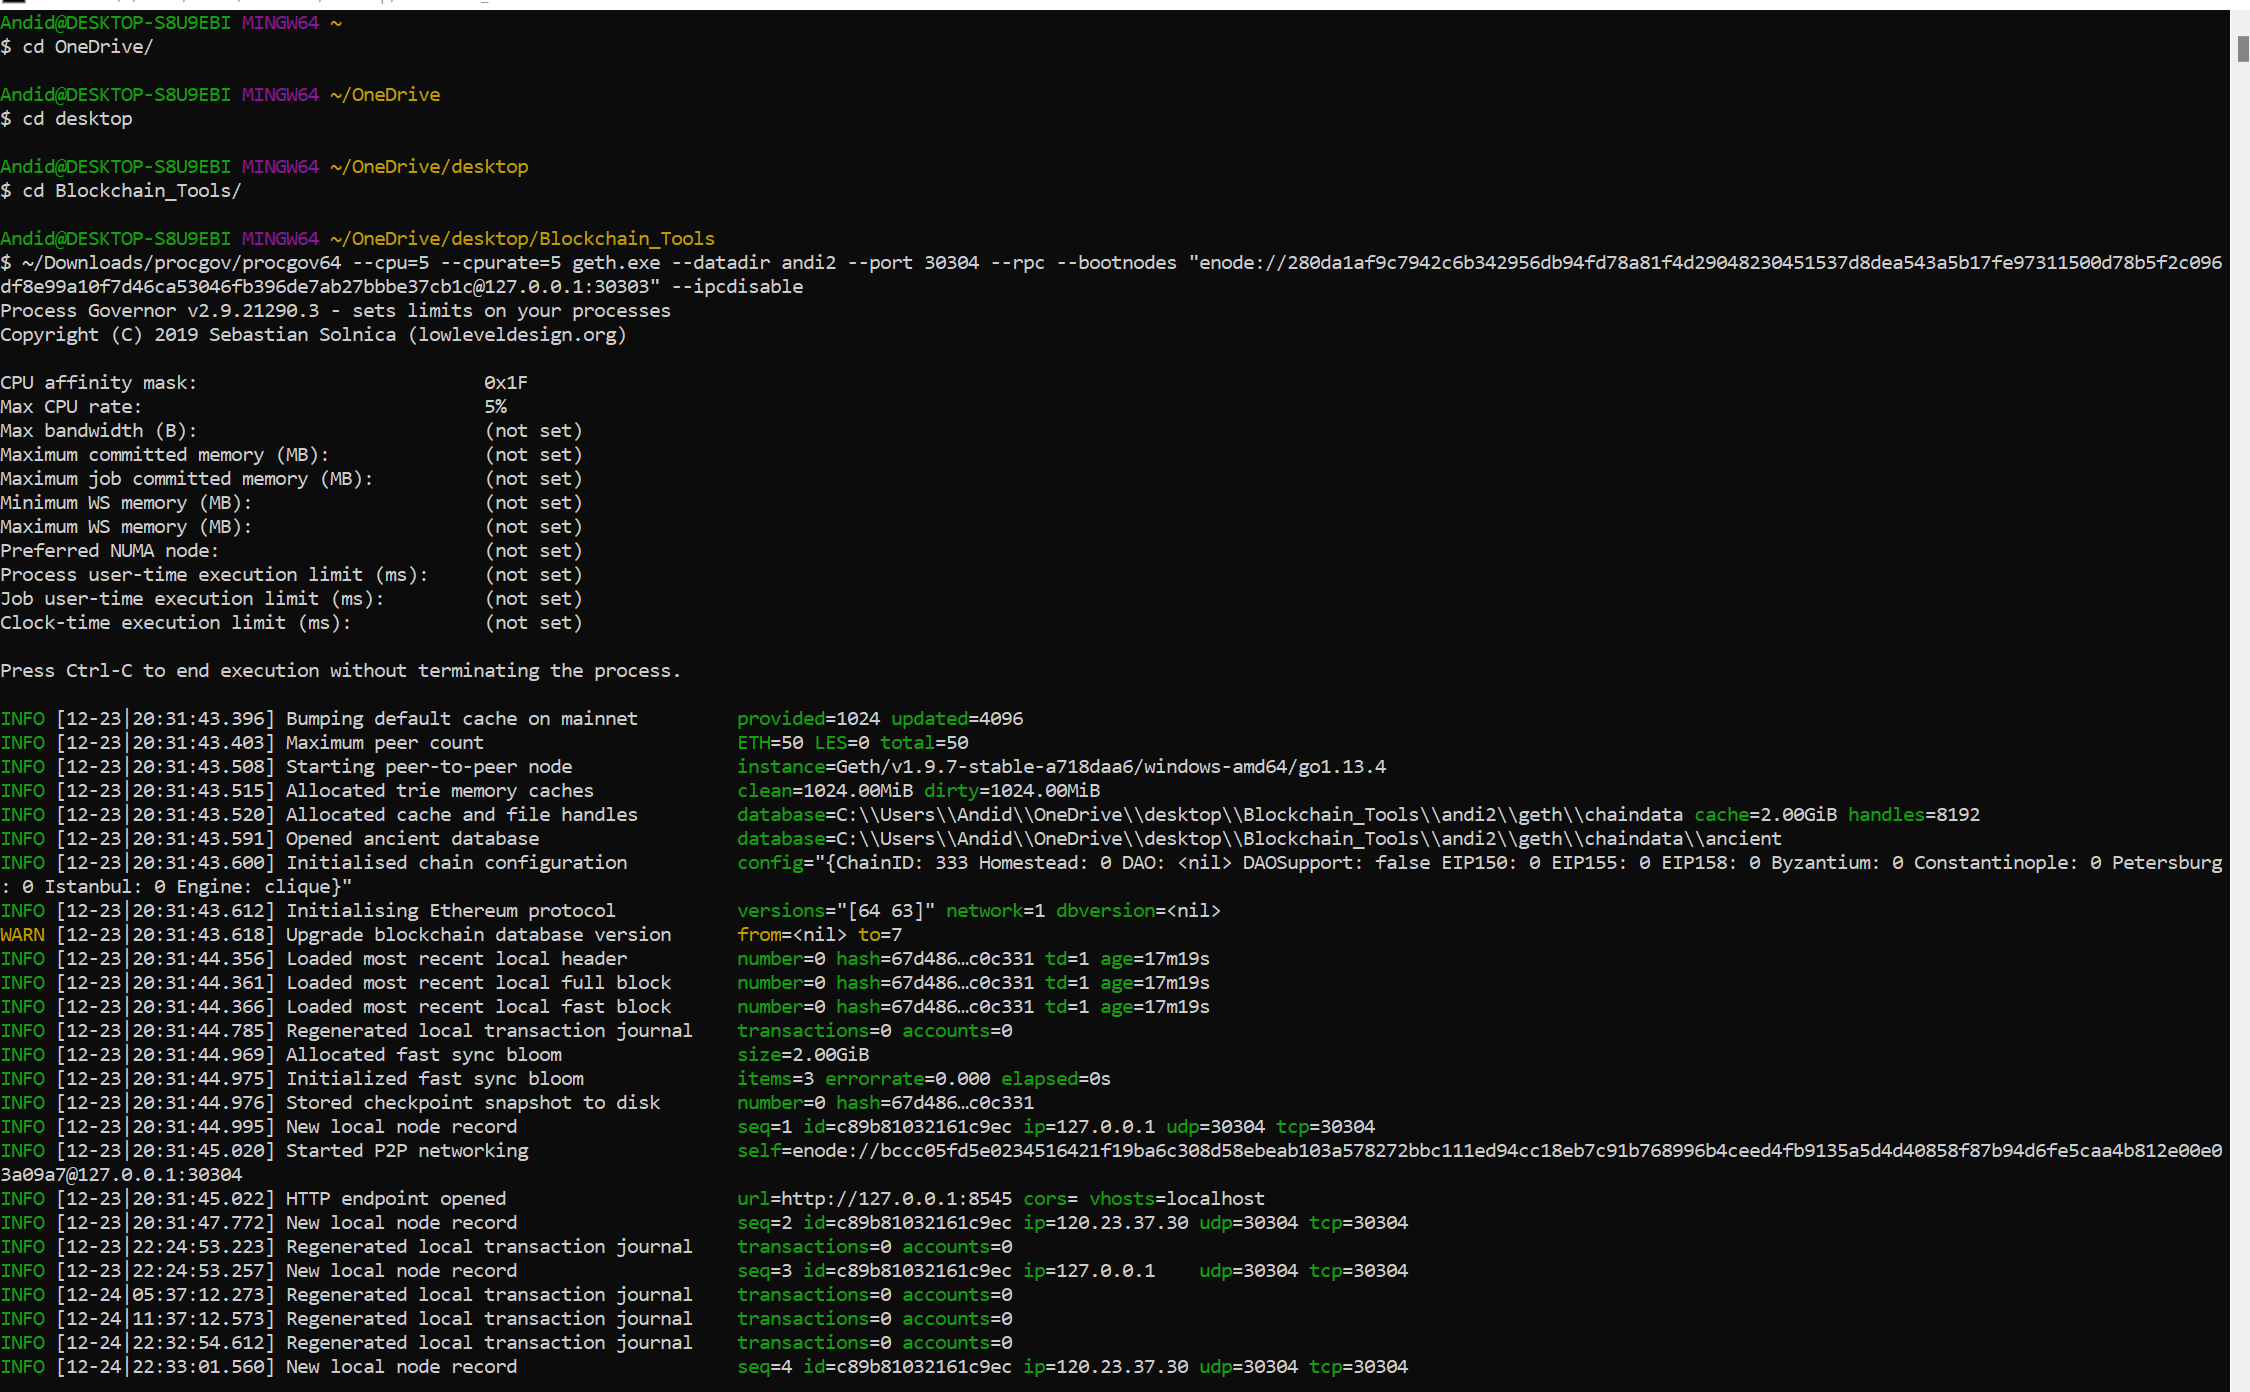 Andid@DESKTOP-S8U9EBI MINGW64 ~
$ cd OneDrive/
Andid@DESKTOP-S8U9EBI MINGW64 ~/OneDrive
$ cd desktop
Andid@DESKTOP-S8U9EBI MINGW64 ~/OneDrive/desktop
$ cd Blockchain_Tools/
Andid@DESKTOP-S8U9EBI MINGW64 ~/OneDrive/desktop/Blockchain_Tools
$ ~/Downloads/procgov/procgov64 --cpu=5 --cpurate=5 geth.exe --datadir andi2 --port 30304 --rpc --bootnodes "enode://280da1af9c7942c6b342956db94fd78a81f4d29048230451537d8dea543a5b17fe97311500d78b5f2c096
df8e99a10f7d46ca53046fb396de7ab27bbbe37cb1c@127.0.0.1:30303" --ipcdisable
Process Governor v2.9.21290.3 - sets limits on your processes
Copyright (C) 2019 Sebastian Solnica (lowleveldesign.org)
CPU affinity mask: 0x1F
Max CPU rate: 5%
Max bandwidth (B): (not set)
Maximum committed memory (MB): (not set)
Maximum job committed memory (MB): (not set)
Minimum WS memory (MB): (not set)
Maximum WS memory (MB): (not set)
Preferred NUMA node: (not set)
Process user-time execution limit (ms): (not set)
Job user-time execution limit (ms): (not set)
Clock-time execution limit (ms): (not set)
Press Ctrl-C to end execution without terminating the process.
INFO [12-23|20:31:43.396] Bumping default cache on mainnet provided=1024 updated=4096
INFO [12-23|20:31:43.403] Maximum peer count ETH=50 LES=0 total=50
INFO [12-23|20:31:43.508] Starting peer-to-peer node instance=Geth/v1.9.7-stable-a718daa6/windows-amd64/go1.13.4
INFO [12-23|20:31:43.515] Allocated trie memory caches clean=1024.00MiB dirty=1024.00MiB
INFO [12-23|20:31:43.520] Allocated cache and file handles database=C:\\Users\\Andid\\OneDrive\\desktop\\Blockchain_Tools\\andi2\\geth\\chaindata cache=2.00GiB handles=8192
INFO [12-23|20:31:43.591] Opened ancient database database=C:\\Users\\Andid\\OneDrive\\desktop\\Blockchain_Tools\\andi2\\geth\\chaindata\\ancient
INFO [12-23|20:31:43.600] Initialised chain configuration config="{ChainID: 333 Homestead: 0 DAO: <nil> DAOSupport: false EIP150: 0 EIP155: 0 EIP158: 0 Byzantium: 0 Constantinople: 0 Petersburg
: 0 Istanbul: 0 Engine: clique}"
INFO [12-23|20:31:43.612] Initialising Ethereum protocol versions="[64 63]" network=1 dbversion=<nil>
WARN [12-23|20:31:43.618] Upgrade blockchain database version from=<nil> to=7
INFO [12-23|20:31:44.356] Loaded most recent local header number=0 hash=67d486…c0c331 td=1 age=17m19s
INFO [12-23|20:31:44.361] Loaded most recent local full block number=0 hash=67d486…c0c331 td=1 age=17m19s
INFO [12-23|20:31:44.366] Loaded most recent local fast block number=0 hash=67d486…c0c331 td=1 age=17m19s
INFO [12-23|20:31:44.785] Regenerated local transaction journal transactions=0 accounts=0
INFO [12-23|20:31:44.969] Allocated fast sync bloom size=2.00GiB
INFO [12-23|20:31:44.975] Initialized fast sync bloom items=3 errorrate=0.000 elapsed=0s
INFO [12-23|20:31:44.976] Stored checkpoint snapshot to disk number=0 hash=67d486…c0c331
INFO [12-23|20:31:44.995] New local node record seq=1 id=c89b81032161c9ec ip=127.0.0.1 udp=30304 tcp=30304
INFO [12-23|20:31:45.020] Started P2P networking self=enode://bccc05fd5e0234516421f19ba6c308d58ebeab103a578272bbc111ed94cc18eb7c91b768996b4ceed4fb9135a5d4d40858f87b94d6fe5caa4b812e00e0
3a09a7@127.0.0.1:30304
INFO [12-23|20:31:45.022] HTTP endpoint opened url=http://127.0.0.1:8545 cors= vhosts=localhost
INFO [12-23|20:31:47.772] New local node record seq=2 id=c89b81032161c9ec ip=120.23.37.30 udp=30304 tcp=30304
INFO [12-23|22:24:53.223] Regenerated local transaction journal transactions=0 accounts=0
INFO [12-23|22:24:53.257] New local node record seq=3 id=c89b81032161c9ec ip=127.0.0.1 udp=30304 tcp=30304
INFO [12-24|05:37:12.273] Regenerated local transaction journal transactions=0 accounts=0
INFO [12-24|11:37:12.573] Regenerated local transaction journal transactions=0 accounts=0
INFO [12-24|22:32:54.612] Regenerated local transaction journal transactions=0 accounts=0
INFO [12-24|22:33:01.560] New local node record seq=4 id=c89b81032161c9ec ip=120.23.37.30 udp=30304 tcp=30304